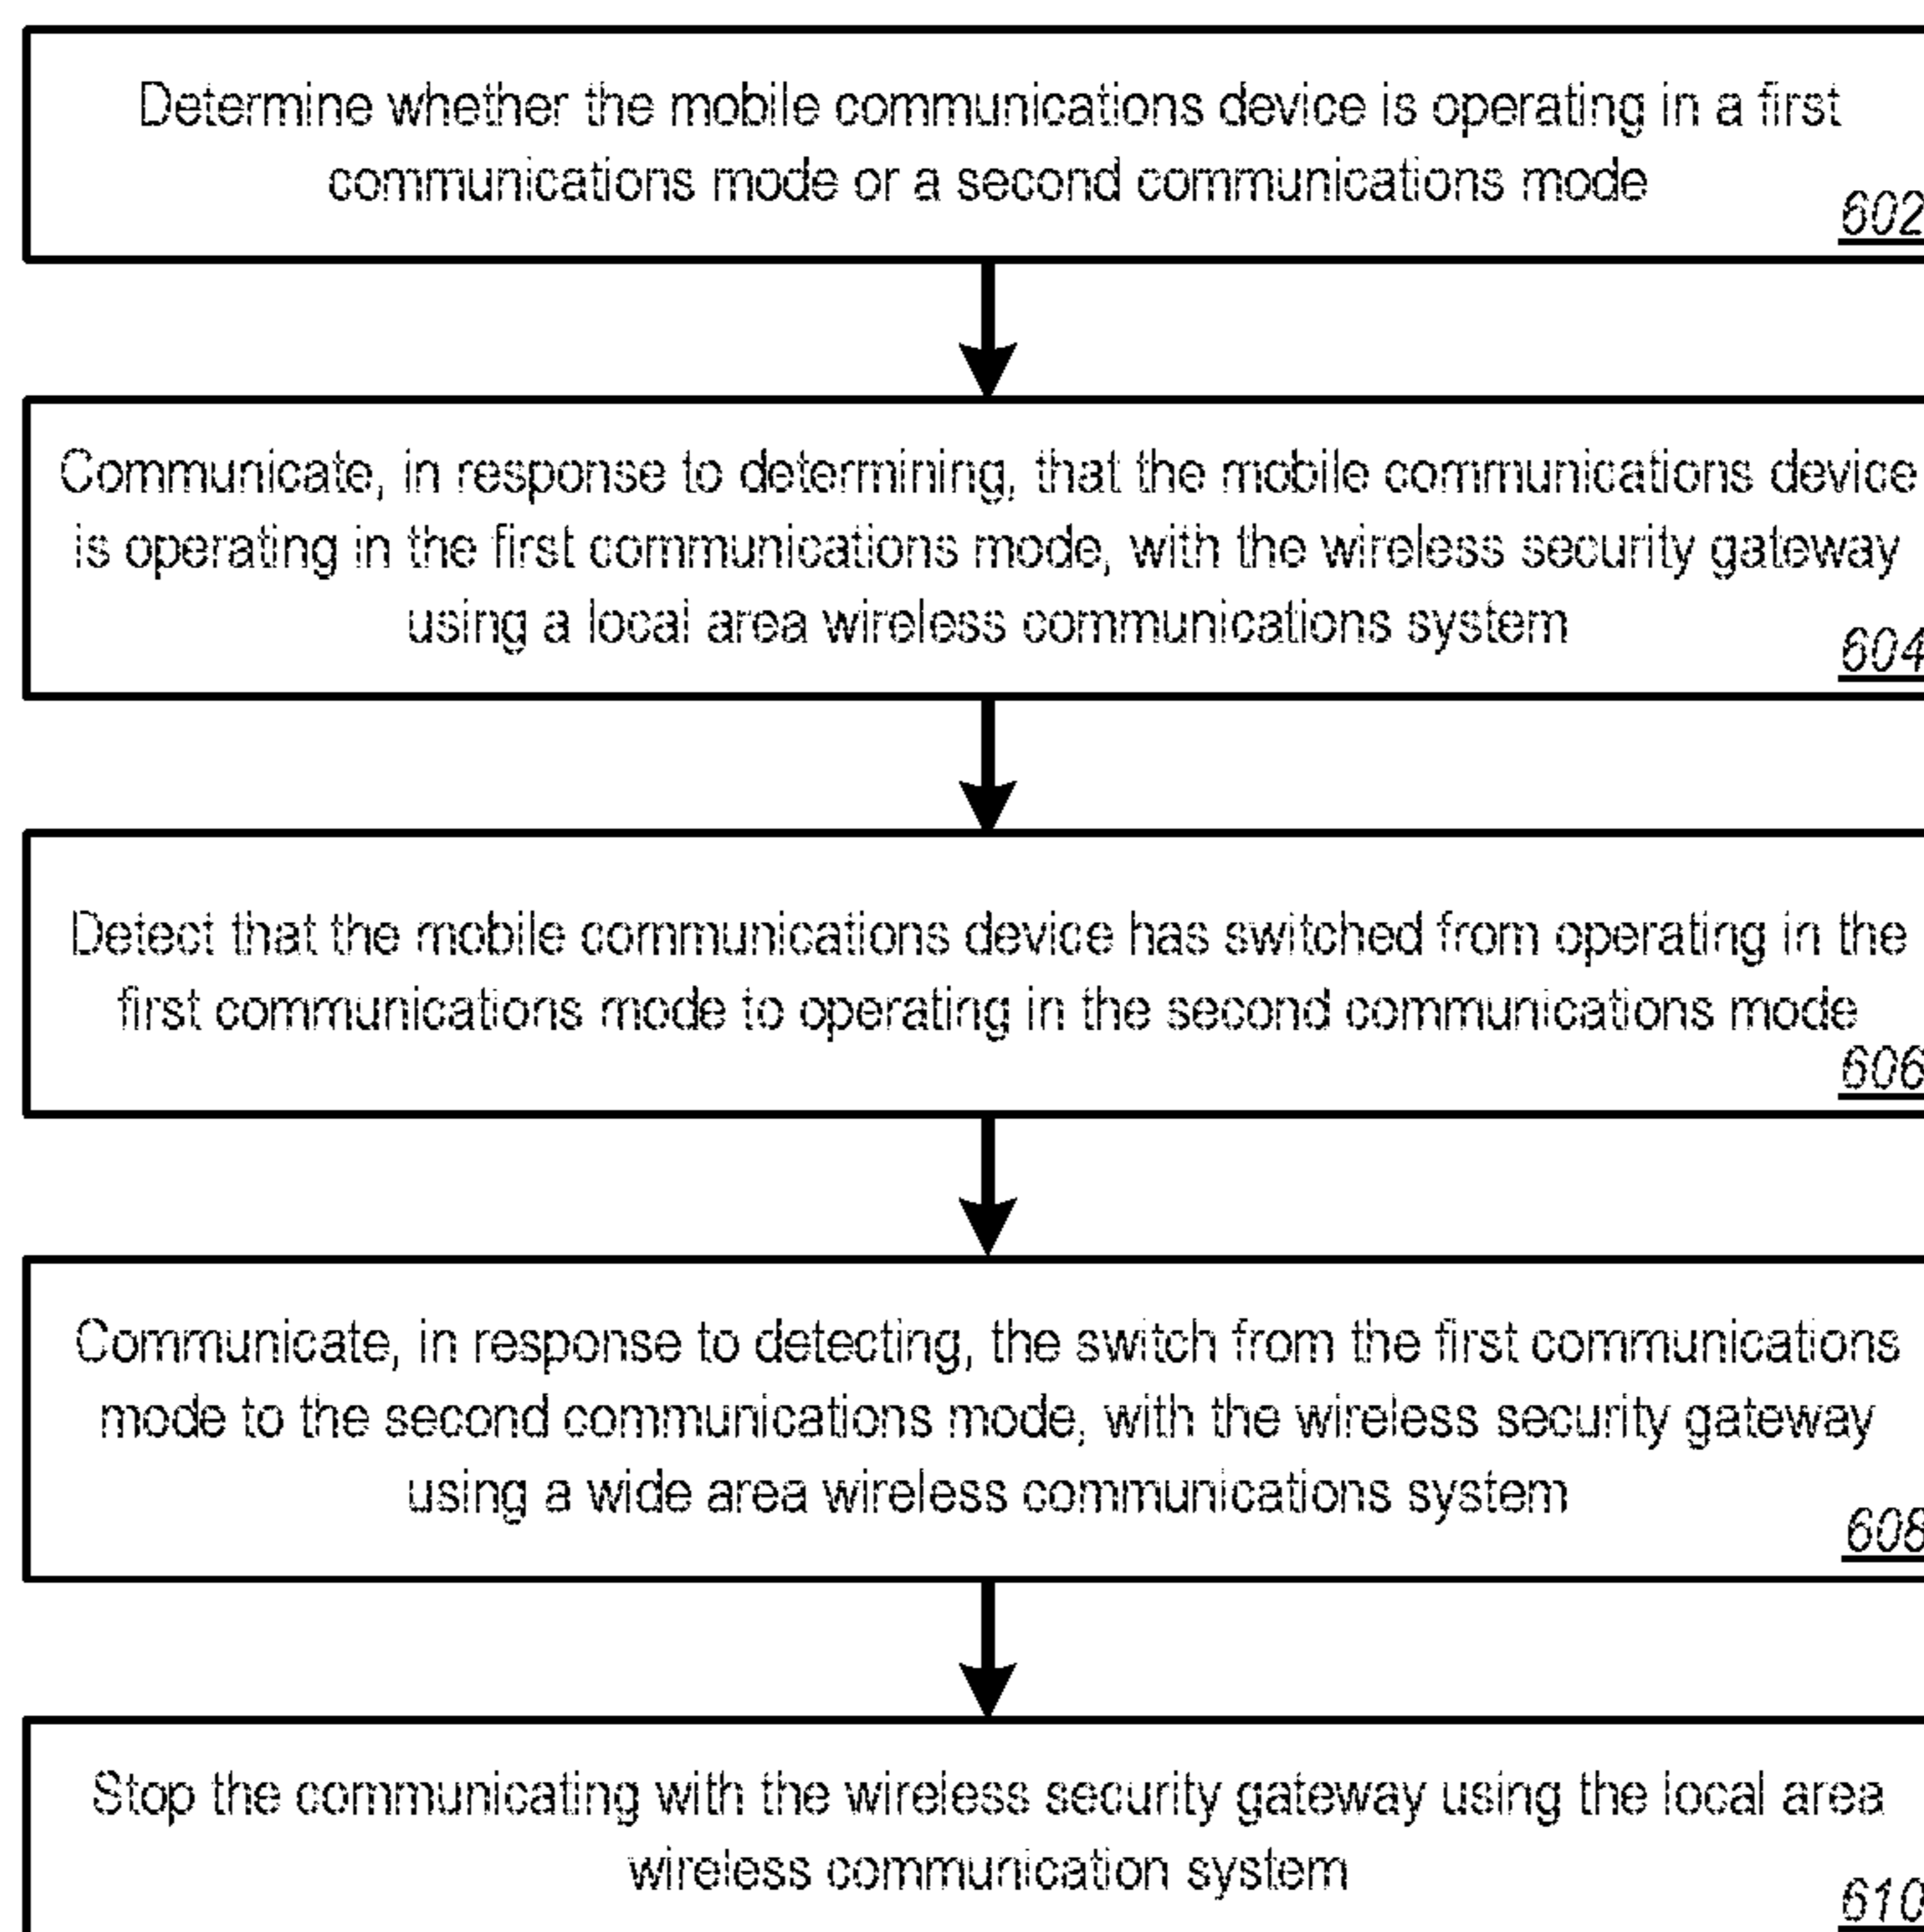 Determine whether the mobile communications device is operating in a first
communications mode or a second communications mode
602
Communicate, in response to determining, that the mobile communications device
is operating in the first communications mode, with the wireless security gateway
using a local area wireless communications system
604
Detect that the mobile communications device has switched from operating in the
first communications mode to operating in the second communications mode
606
Communicate, in response to detecting, the switch from the first communications
mode to the second communications mode, with the wireless security gateway
using a wide area wireless communications system
608
Stop the communicating with the wireless security gateway using the local area
wireless communication system
610